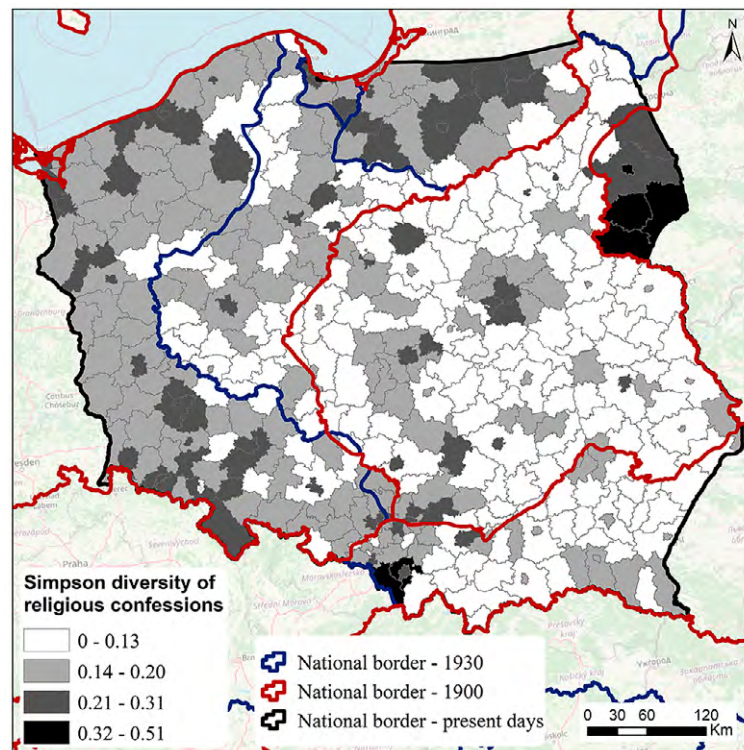 N
Praha
Simpson diversity of
religious confessions
0 - 0.13
0.14 - 0.20
0.21 - 0.31
0.32 - 0.51
National border - 1930
National border - 1900
National border - present days
Ужгород
0 30 60 120
Km